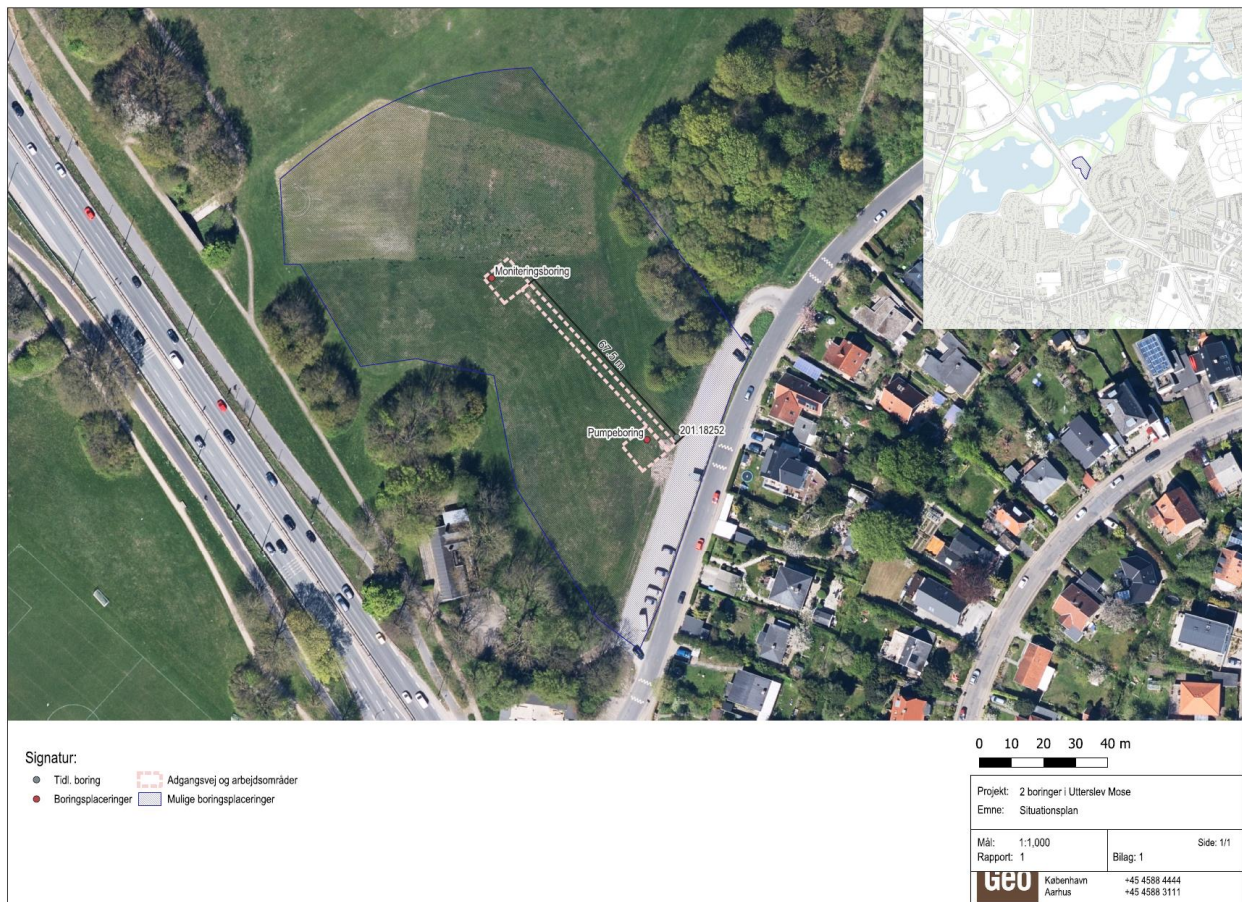 Moniteringsboring
67.5 m
Pumpeboring
201.18252
Signatur:
Tidl. boring
Adgangsvej og arbejdsområder
Boringsplaceringer
Mulige boringsplaceringer
0 10 20 30 40 m
Projekt: 2 boringer i Utterslev Mose
Emne: Situationsplan
Mål: 1:1,000
Side: 1/1
Rapport: 1
Bilag: 1
Geo
København +45 4588 4444
Aarhus +45 4588 3111